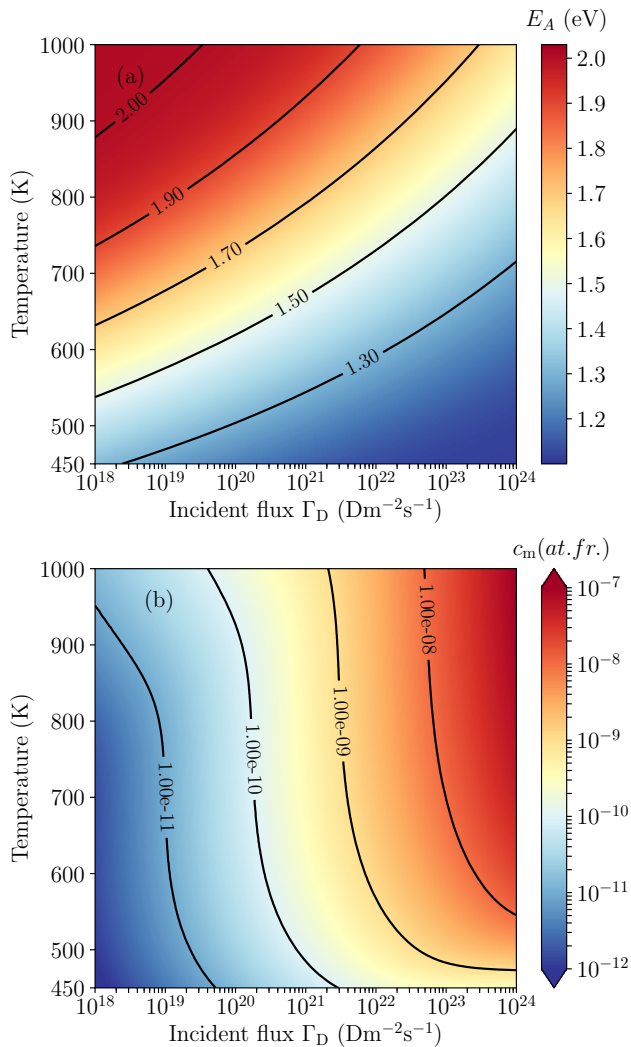 E_A (eV)
(a)
2.00
1.90
1.70
1.50
1.30
1000
900
800
700
600
500
450
Temperature (K)
10^18 10^19 10^20 10^21 10^22 10^23 10^24
Incident flux Γ_D (Dm^−2s^−1)
2.0
1.9
1.8
1.7
1.6
1.5
1.4
1.3
1.2
c_m(at.fr.)
(b)
1.00e-11
1.00e-10
1.00e-09
1.00e-08
1000
900
800
700
600
500
450
Temperature (K)
10^18 10^19 10^20 10^21 10^22 10^23 10^24
Incident flux Γ_D (Dm^−2s^−1)
10^−7
10^−8
10^−9
10^−10
10^−11
10^−12